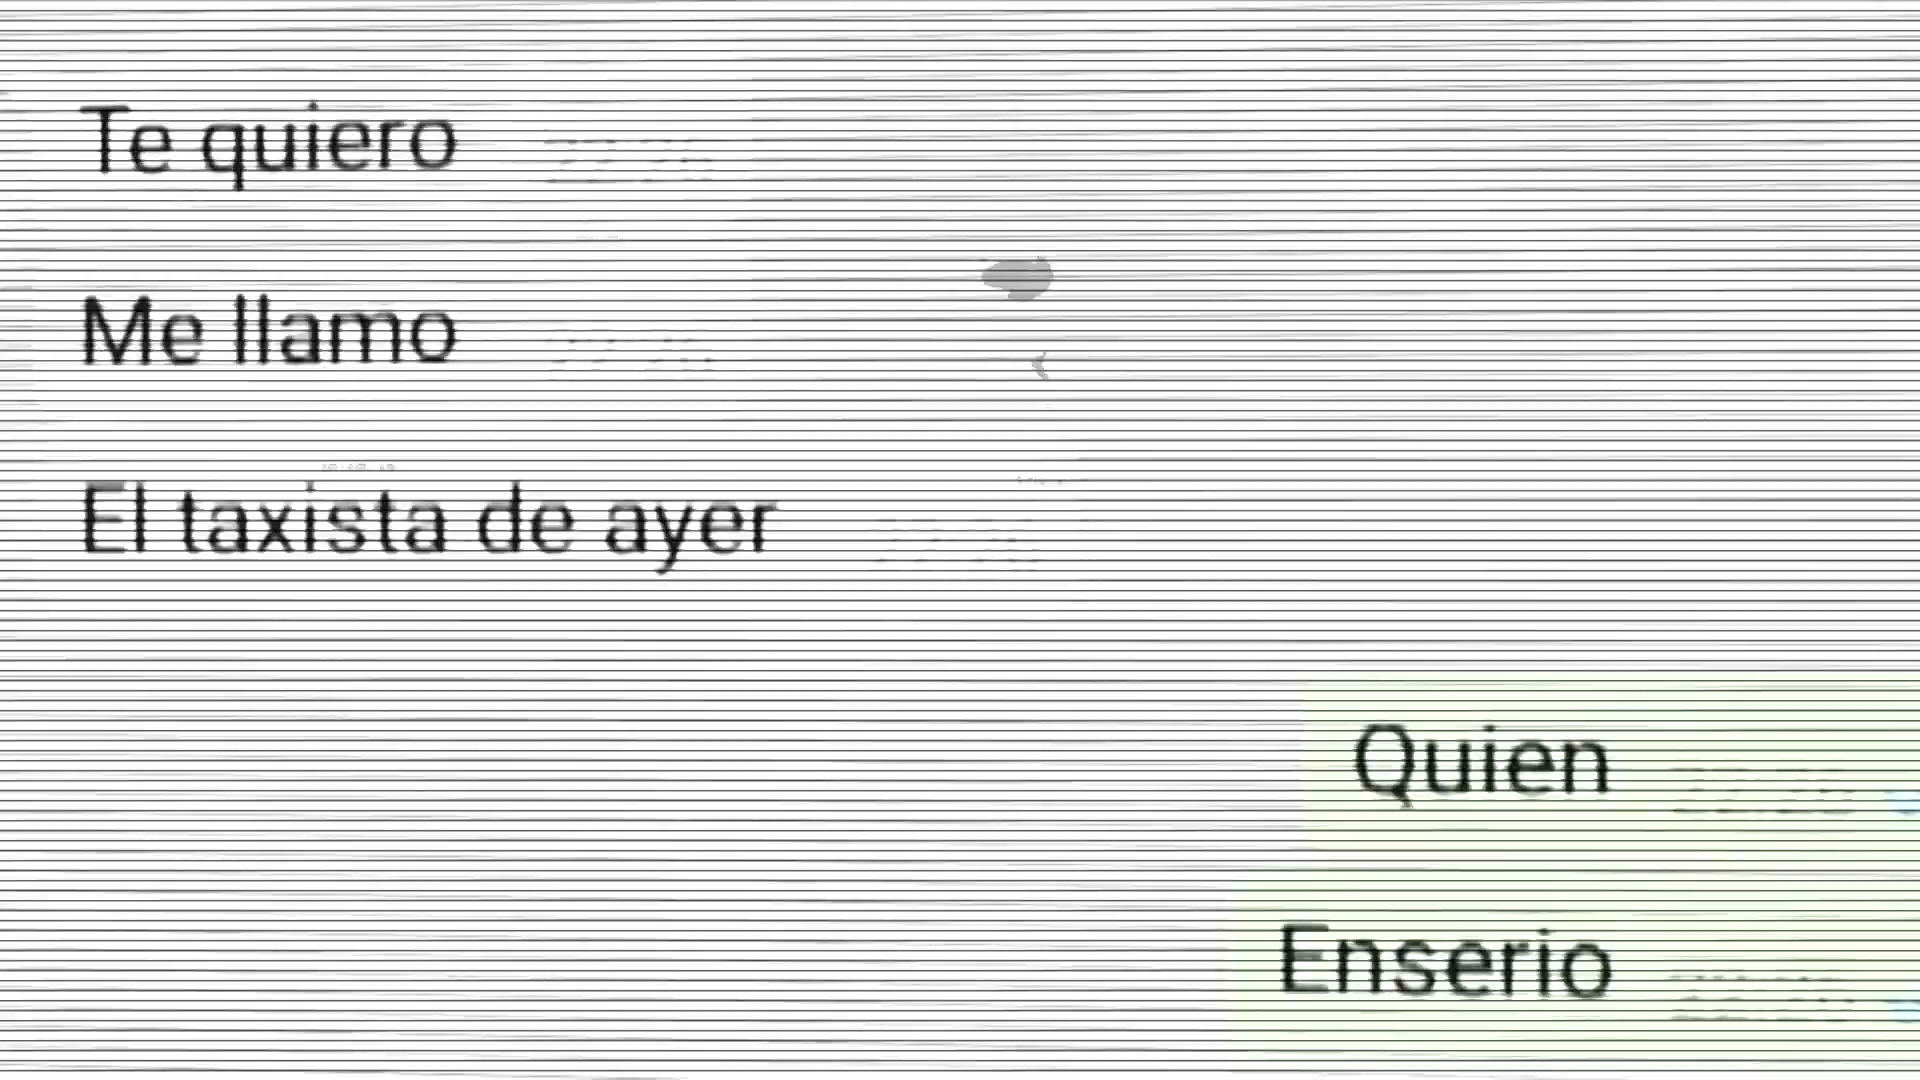 Te quiero
Me llamo
El taxista de ayer
Quien
Enserio